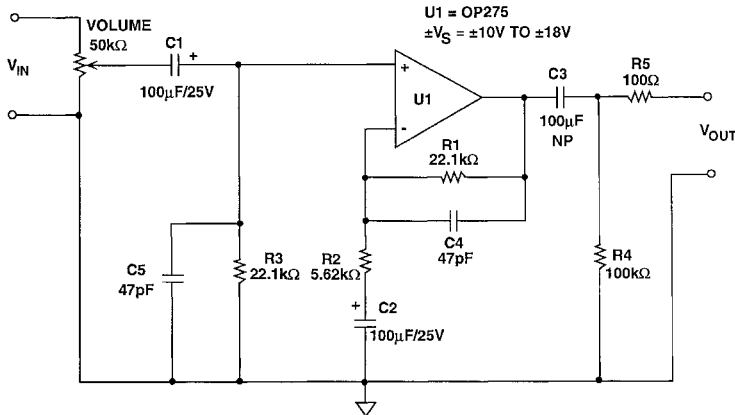 U1 = OP275
±VS = ±10V TO ±18V
VOLUME
50kΩ
VIN
C1
+
100μF/25V
+
U1
-
C3
100μF
NP
R5
100Ω
VOUT
R1
22.1kΩ
C4
47pF
C5
47pF
R3
22.1kΩ
R2
5.62kΩ
+
C2
100μF/25V
R4
100kΩ